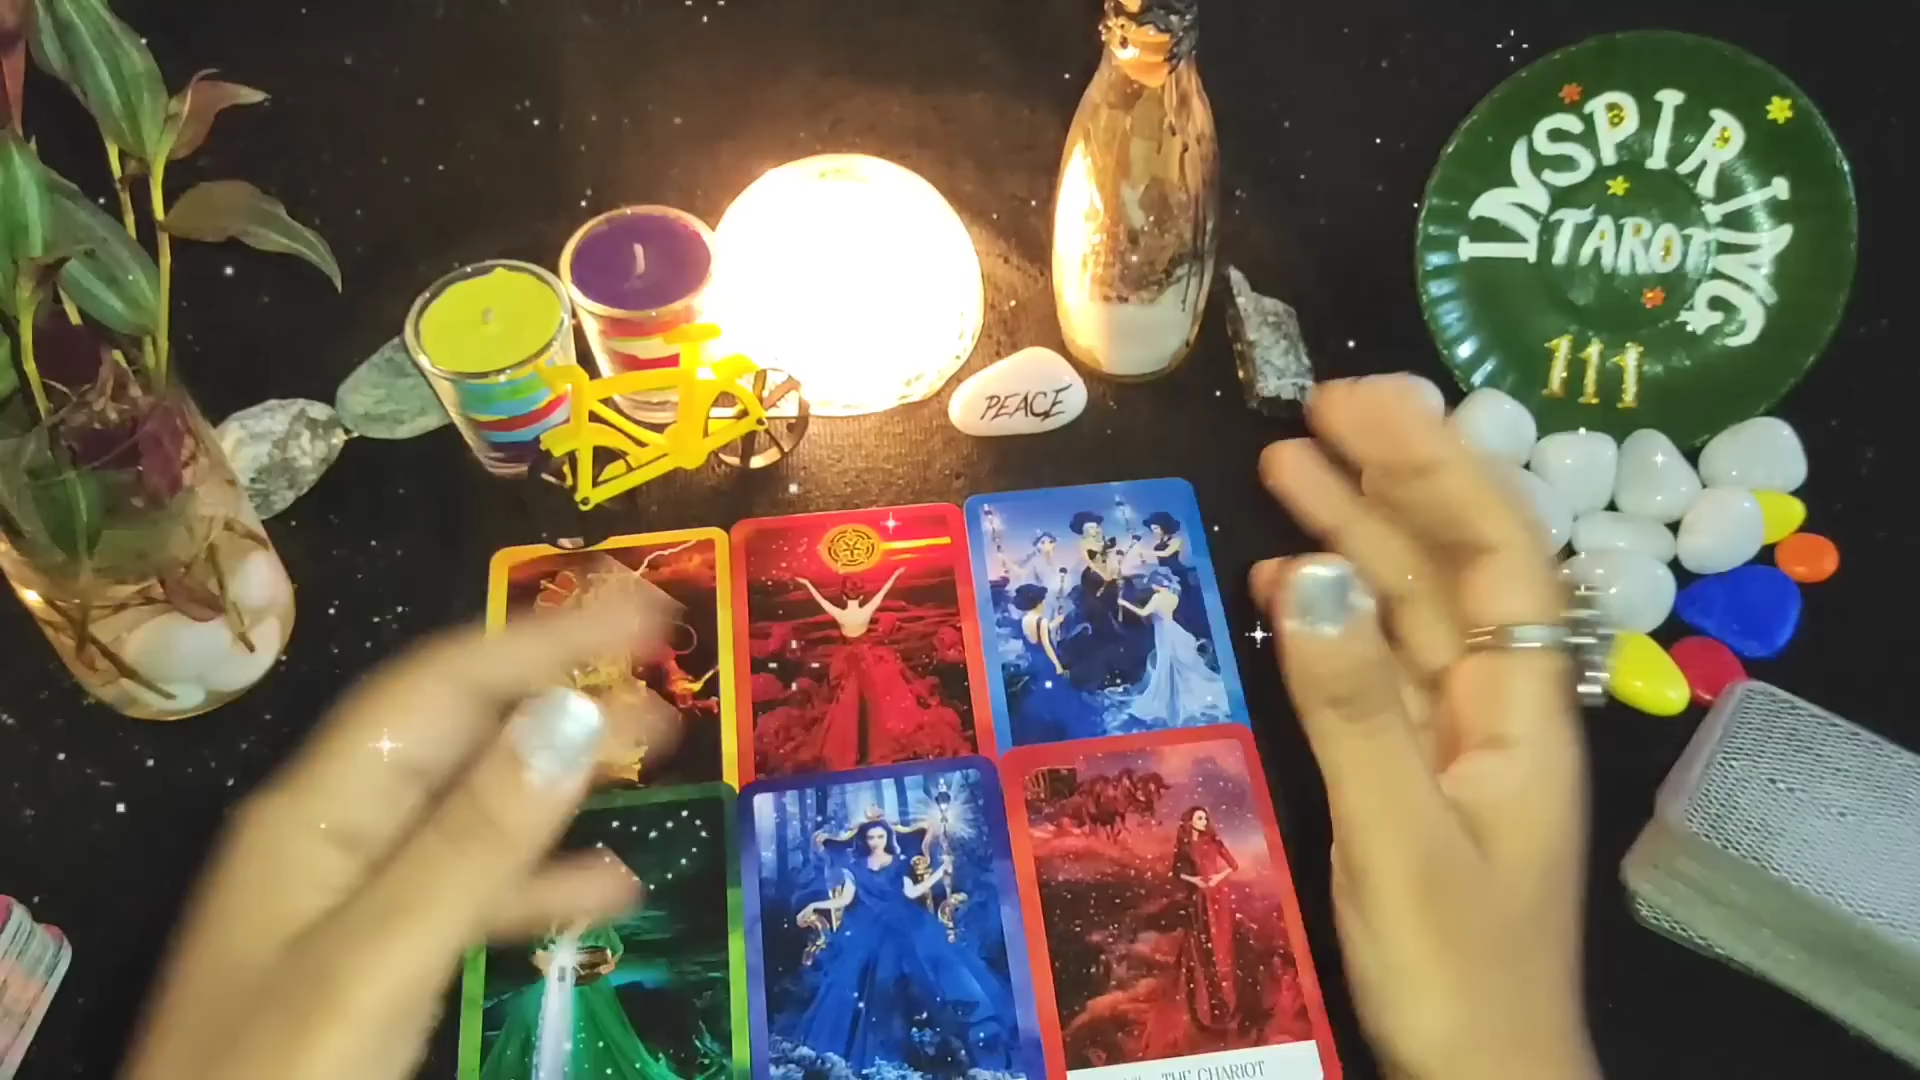 INSPIRING
TAROT
111
PEACE
THE CHARIOT